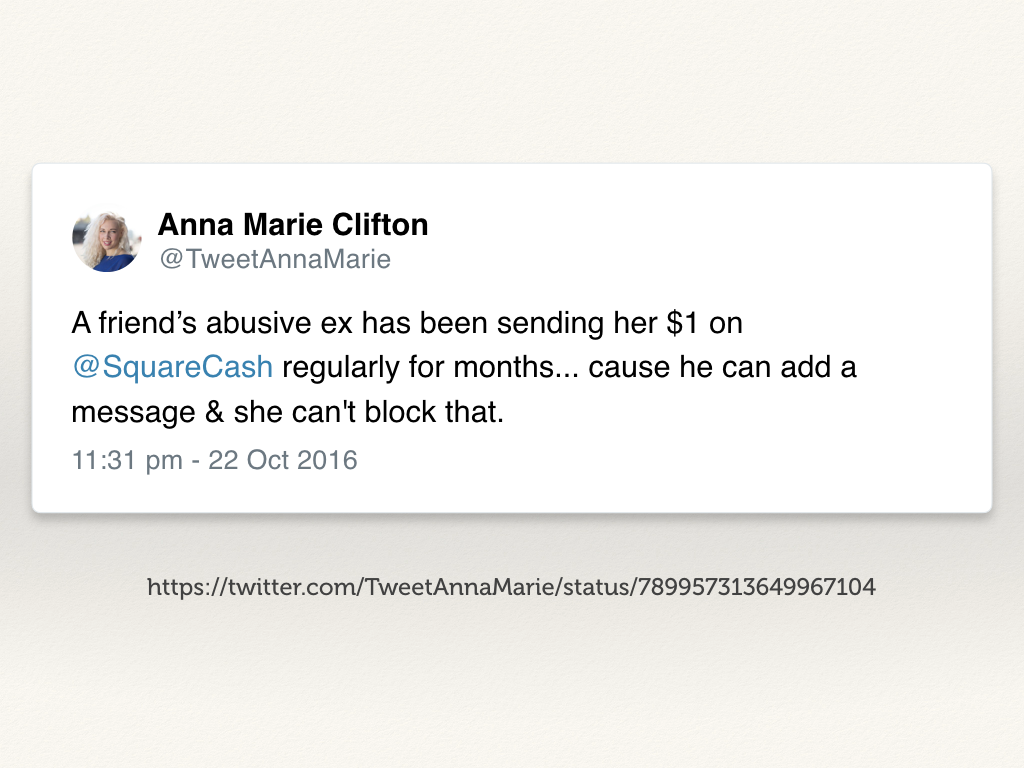 Anna Marie Clifton
@TweetAnnaMarie
A friend’s abusive ex has been sending her $1 on
@SquareCash regularly for months... cause he can add a
message & she can't block that.
11:31 pm - 22 Oct 2016
https://twitter.com/TweetAnnaMarie/status/789957313649967104